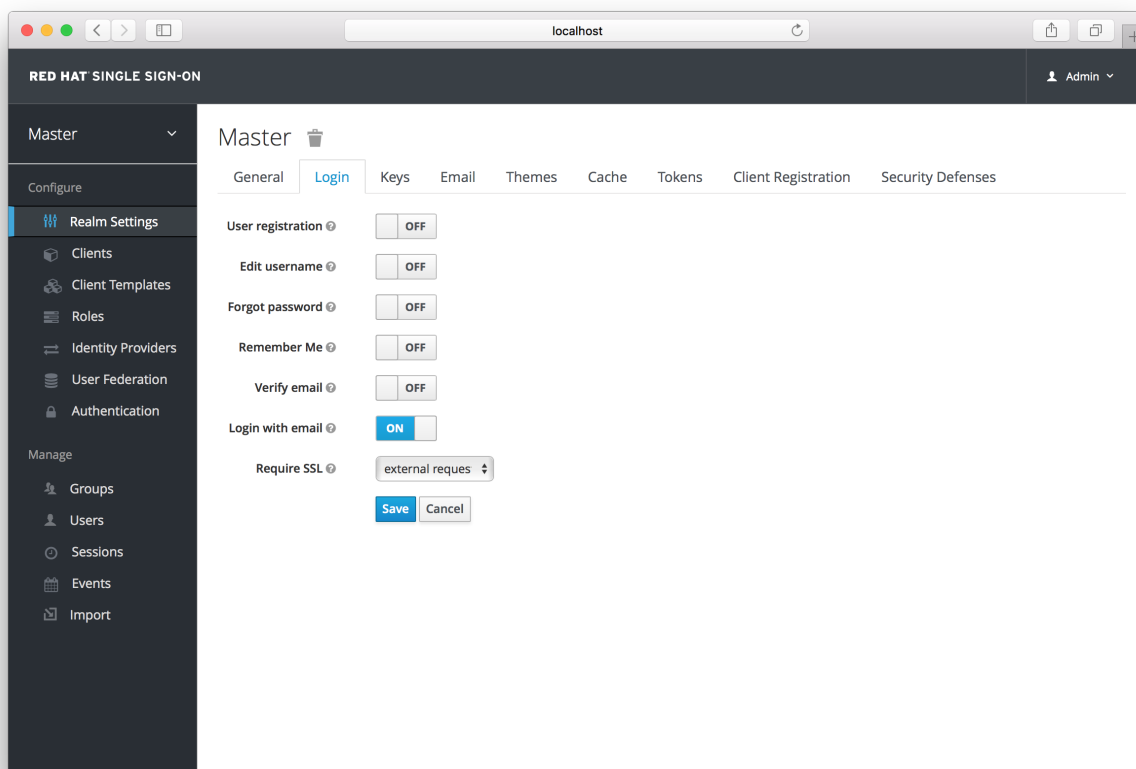 localhost
RED HAT SINGLE SIGN-ON
Admin
Master
Configure
Realm Settings
Clients
Client Templates
Roles
Identity Providers
User Federation
Authentication
Manage
Groups
Users
Sessions
Events
Import
Master
General Login Keys Email Themes Cache Tokens Client Registration Security Defenses
User registration ? OFF
Edit username ? OFF
Forgot password ? OFF
Remember Me ? OFF
Verify email ? OFF
Login with email ? ON
Require SSL ? external reques
Save Cancel